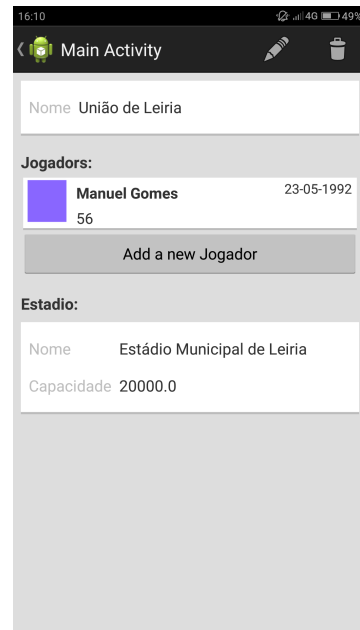 16:10 4G 49%
Main Activity
Nome União de Leiria
Jogadors:
Manuel Gomes 23-05-1992
56
Add a new Jogador
Estadio:
Nome Estádio Municipal de Leiria
Capacidade 20000.0